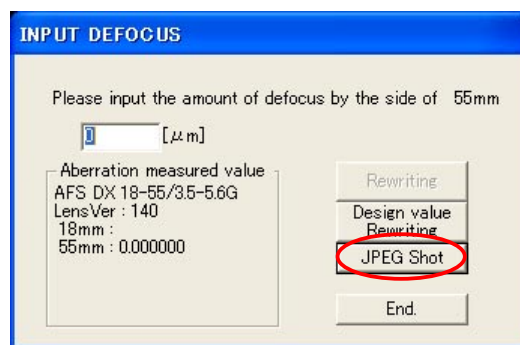 INPUT DEFOCUS
Please input the amount of defocus by the side of 55mm
0 [μm]
Aberration measured value
AFS DX 18-55/3.5-5.6G
LensVer : 140
18mm :
55mm : 0.000000
Rewriting
Design value
Rewriting
JPEG Shot
End.